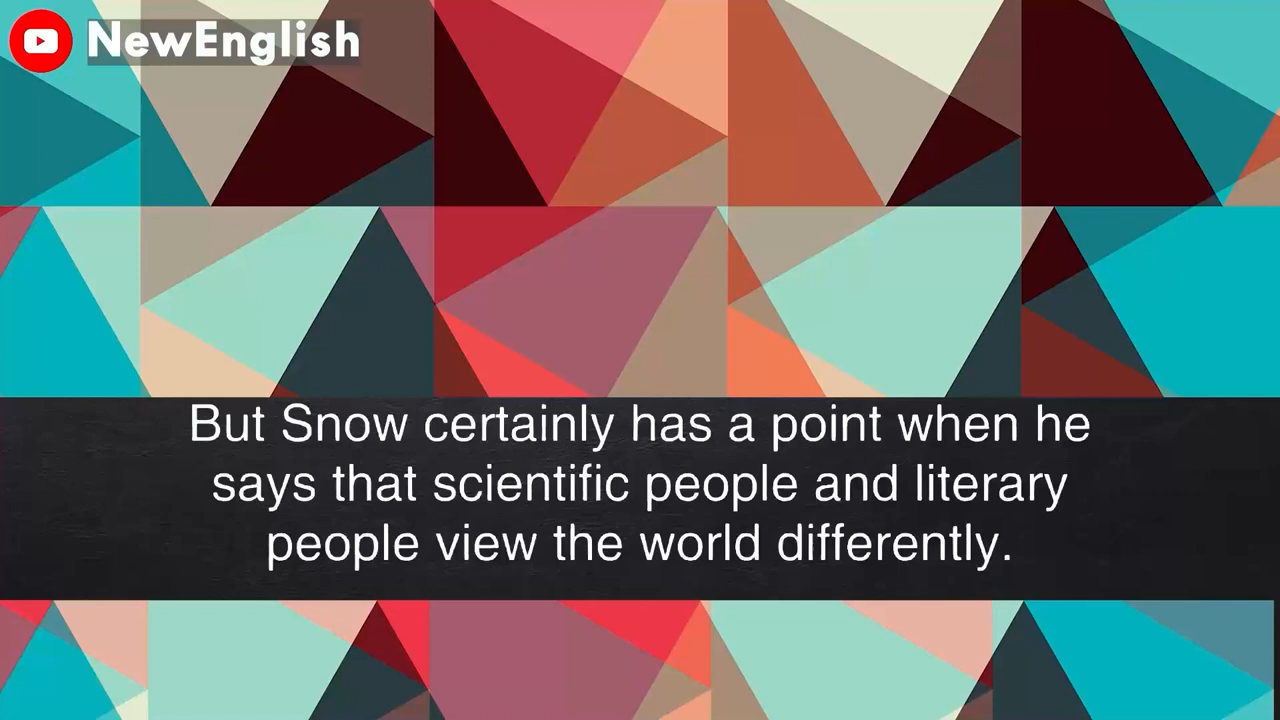 NewEnglish
But Snow certainly has a point when he
says that scientific people and literary
people view the world differently.